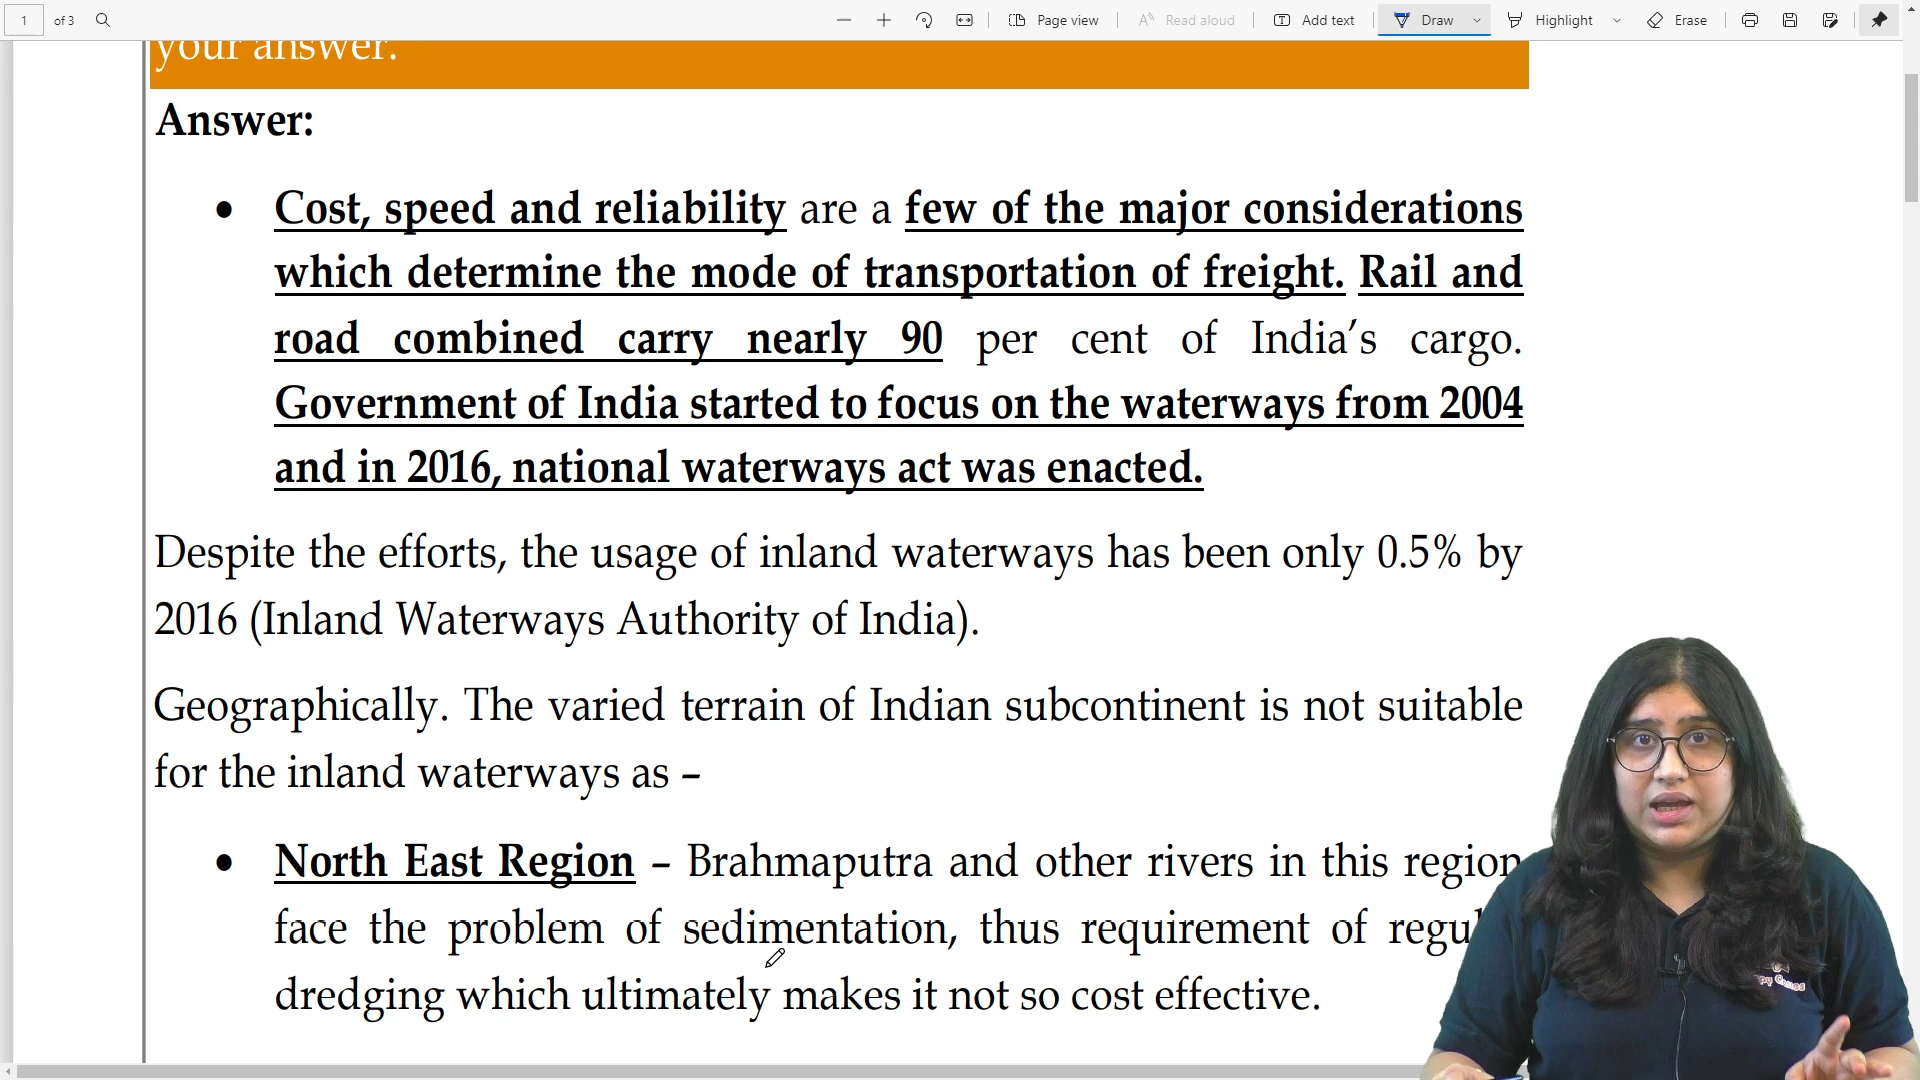 1 of 3 Page view Read aloud Add text Draw Highlight Erase
your answer.
Answer:
• Cost, speed and reliability are a few of the major considerations
which determine the mode of transportation of freight. Rail and
road combined carry nearly 90 per cent of India’s cargo.
Government of India started to focus on the waterways from 2004
and in 2016, national waterways act was enacted.
Despite the efforts, the usage of inland waterways has been only 0.5% by
2016 (Inland Waterways Authority of India).
Geographically. The varied terrain of Indian subcontinent is not suitable
for the inland waterways as –
• North East Region – Brahmaputra and other rivers in this region
face the problem of sedimentation, thus requirement of
dredging which ultimately makes it not so cost effective.